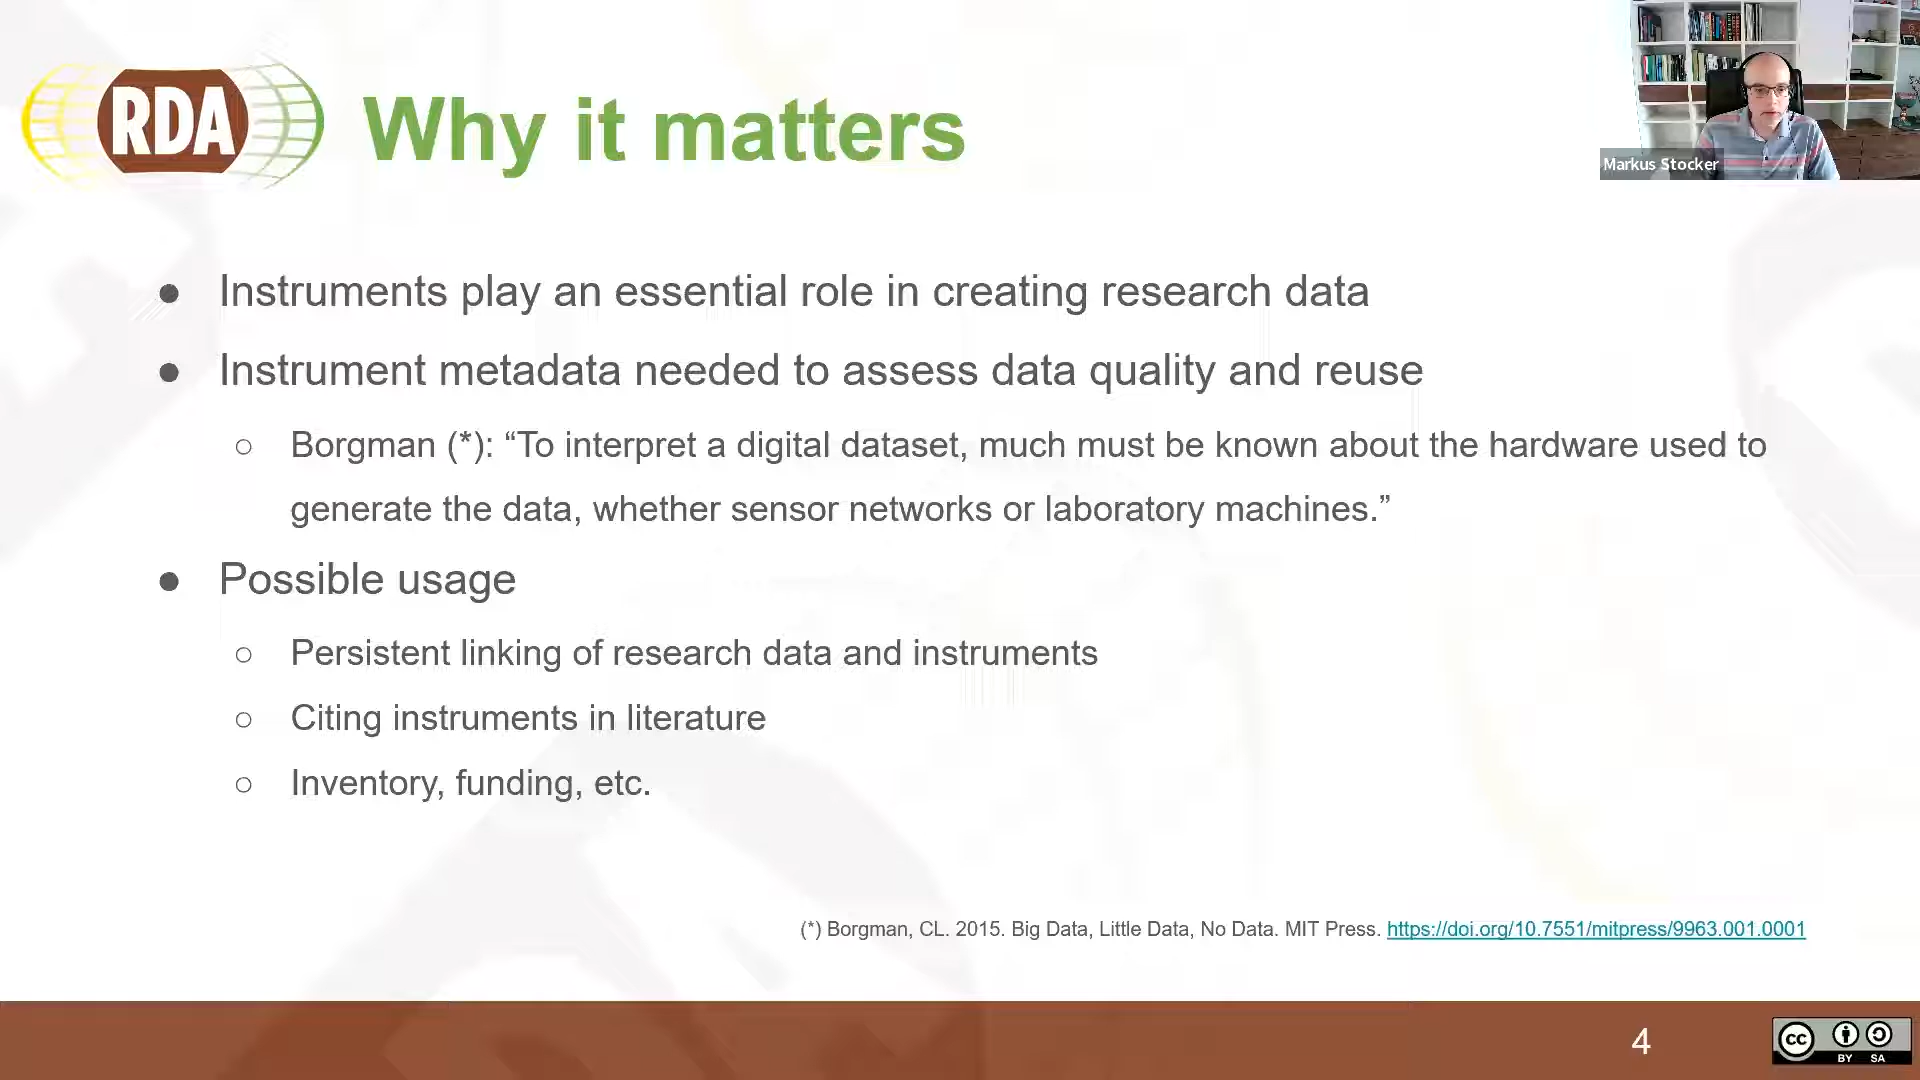 RDA
Why it matters
Markus Stocker
● Instruments play an essential role in creating research data
● Instrument metadata needed to assess data quality and reuse
○ Borgman (*): “To interpret a digital dataset, much must be known about the hardware used to
generate the data, whether sensor networks or laboratory machines.”
● Possible usage
○ Persistent linking of research data and instruments
○ Citing instruments in literature
○ Inventory, funding, etc.
(*) Borgman, CL. 2015. Big Data, Little Data, No Data. MIT Press. https://doi.org/10.7551/mitpress/9963.001.0001
4
cc
BY SA